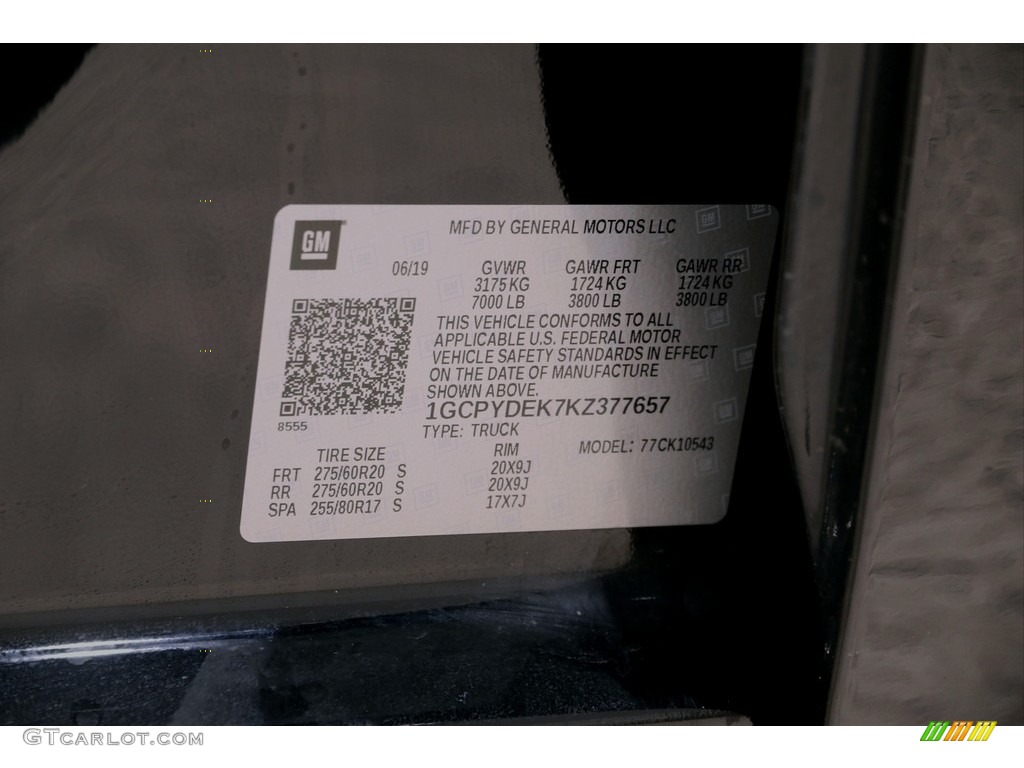 GM
MFD BY GENERAL MOTORS LLC
06/19
GVWR GAWR FRT GAWR RR
3175 KG 1724 KG 1724 KG
7000 LB 3800 LB 3800 LB
THIS VEHICLE CONFORMS TO ALL
APPLICABLE U.S. FEDERAL MOTOR
VEHICLE SAFETY STANDARDS IN EFFECT
ON THE DATE OF MANUFACTURE
SHOWN ABOVE.
1GCPYDEK7KZ377657
8555
TYPE: TRUCK
MODEL: 77CK10543
TIRE SIZE RIM
FRT 275/60R20 S 20X9J
RR 275/60R20 S 20X9J
SPA 255/80R17 S 17X7J
GTcarlot.com